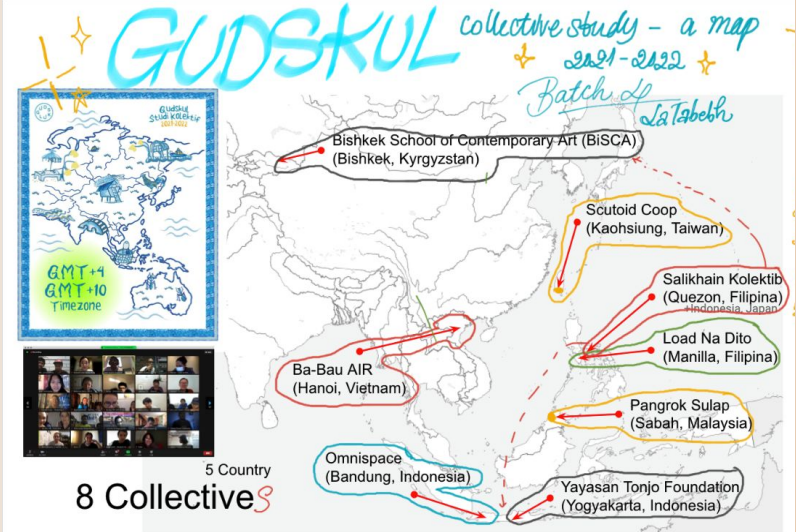 GUDSKUL
collective study - a map
2021-2022
Batch 4
LaTabebh
GUDSKUL
STUDI KOLEKTIF
2021-2022
GMT+4
GMT+10
Timezone
Bishkek School of Contemporary Art (BiSCA)
(Bishkek, Kyrgyzstan)
Scutoid Coop
(Kaohsiung, Taiwan)
Salikhain Kolektib
(Quezon, Filipina)
+Indonesia, Japan
Load Na Dito
(Manilla, Filipina)
Ba-Bau AIR
(Hanoi, Vietnam)
Pangrok Sulap
(Sabah, Malaysia)
Omnispace
(Bandung, Indonesia)
Yayasan Tonjo Foundation
(Yogyakarta, Indonesia)
5 Country
8 Collectives